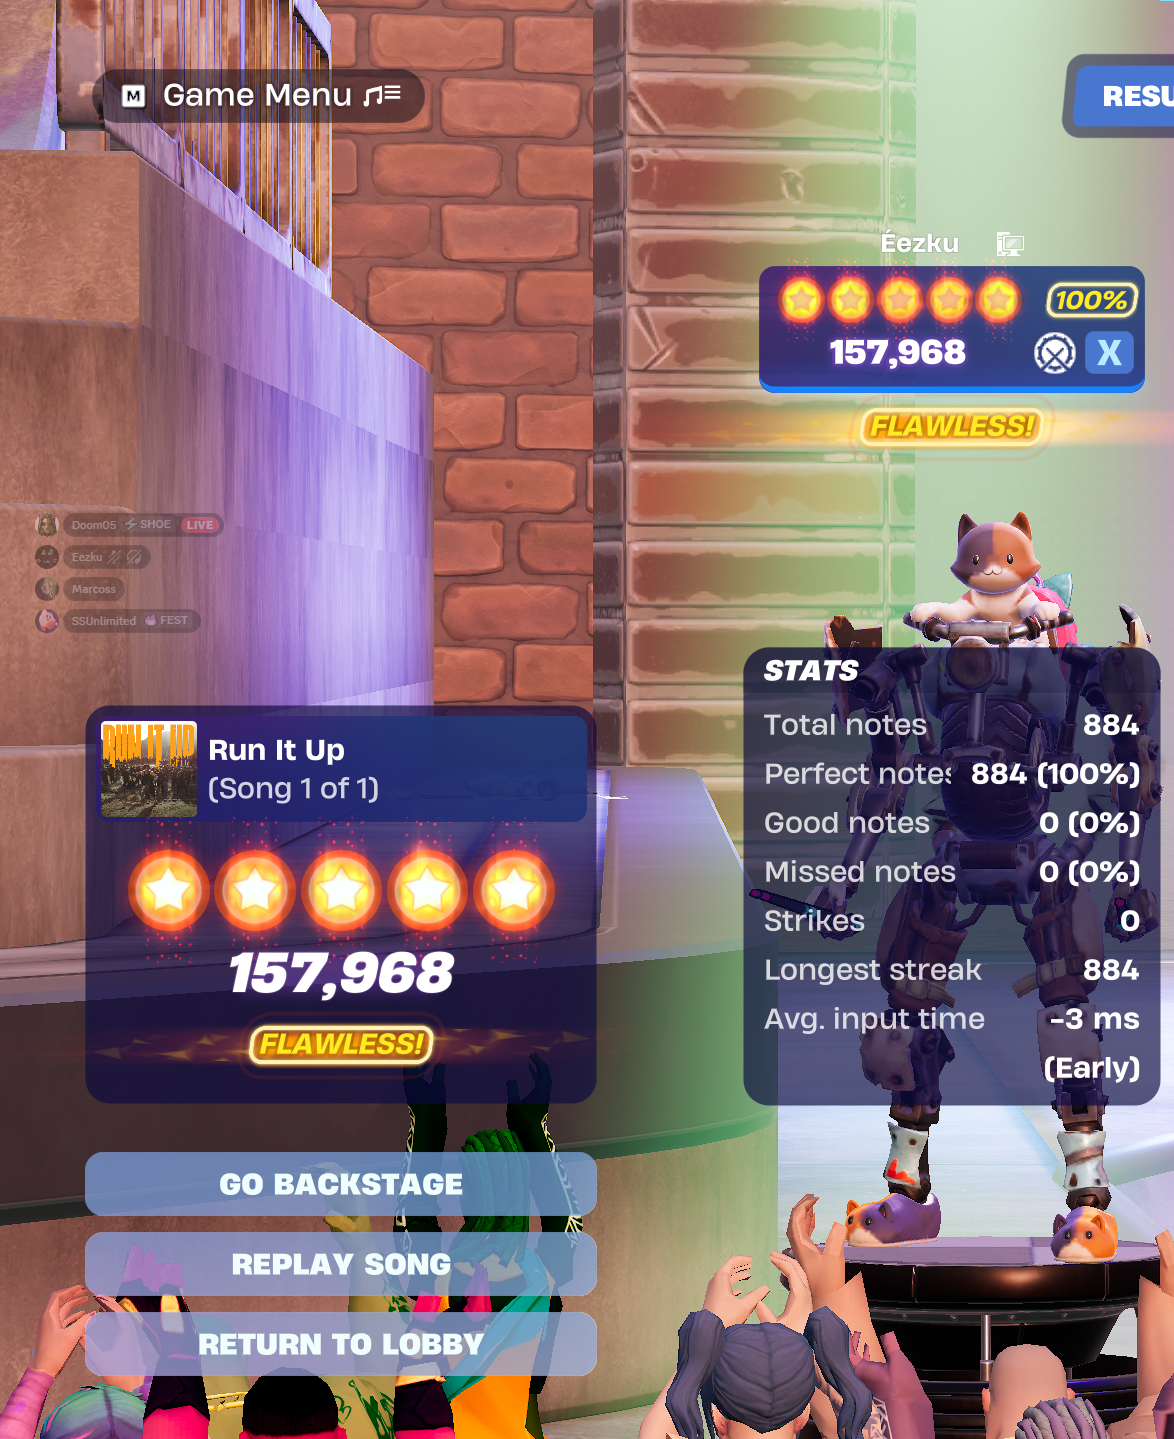 M Game Menu
RESU
Éezku
100%
157,968
X
FLAWLESS!
Doom05 SHOE LIVE
Eezku
Marcoss
SSUnlimited FEST
RUN IT UP
Run It Up
(Song 1 of 1)
157,968
FLAWLESS!
STATS
Total notes 884
Perfect notes 884 (100%)
Good notes 0 (0%)
Missed notes 0 (0%)
Strikes 0
Longest streak 884
Avg. input time -3 ms
(Early)
GO BACKSTAGE
REPLAY SONG
RETURN TO LOBBY